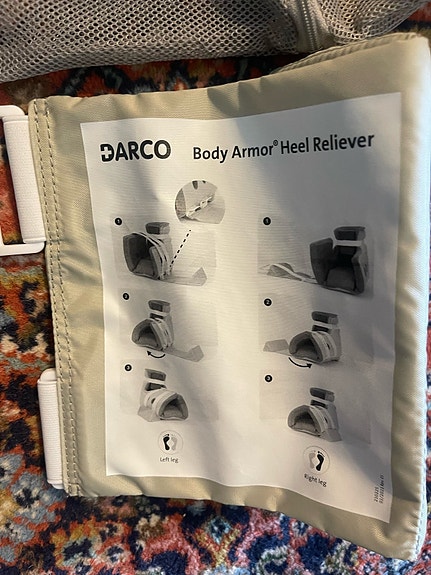 DARCO
Body Armor® Heel Reliever
1
1
2
2
3
3
Left leg
Right leg